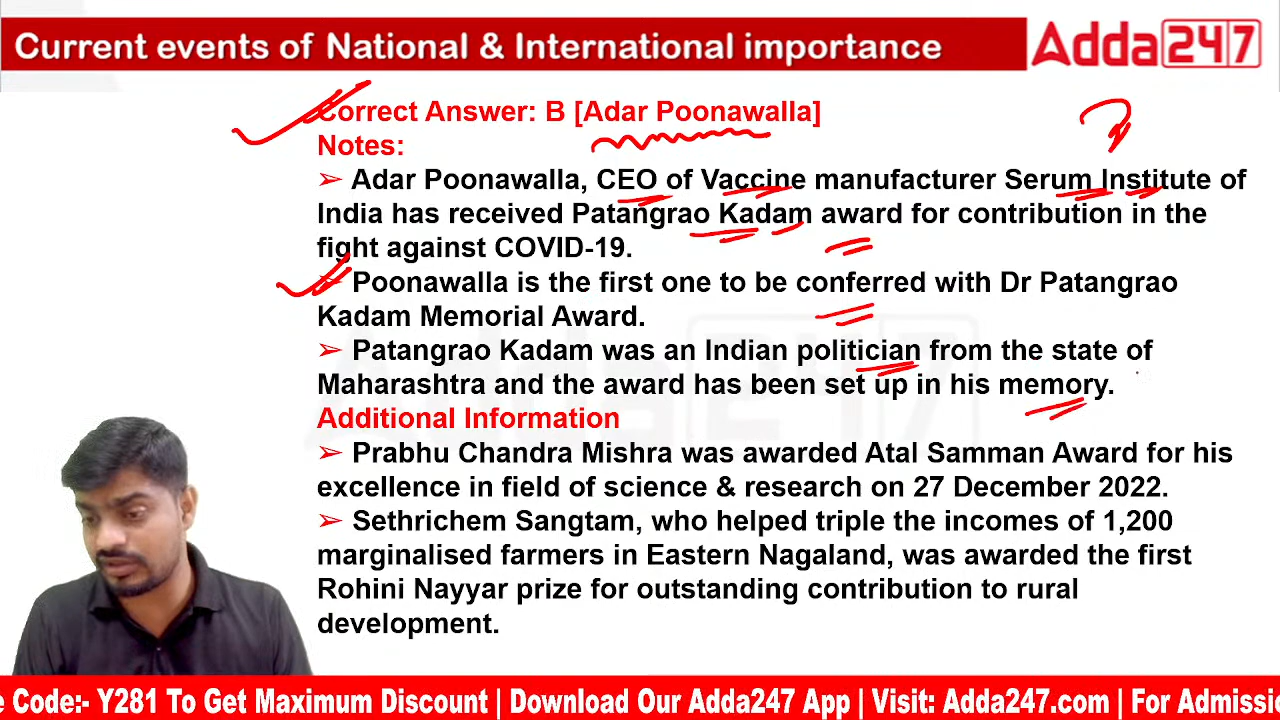 Current events of National & International importance
Adda247
Correct Answer: B [Adar Poonawalla]
Notes:
➢ Adar Poonawalla, CEO of Vaccine manufacturer Serum Institute of
India has received Patangrao Kadam award for contribution in the
fight against COVID-19.
➢ Poonawalla is the first one to be conferred with Dr Patangrao
Kadam Memorial Award.
➢ Patangrao Kadam was an Indian politician from the state of
Maharashtra and the award has been set up in his memory.
Additional Information
➢ Prabhu Chandra Mishra was awarded Atal Samman Award for his
excellence in field of science & research on 27 December 2022.
➢ Sethrichem Sangtam, who helped triple the incomes of 1,200
marginalised farmers in Eastern Nagaland, was awarded the first
Rohini Nayyar prize for outstanding contribution to rural
development.
e Code:- Y281 To Get Maximum Discount | Download Our Adda247 App | Visit: Adda247.com | For Admissi